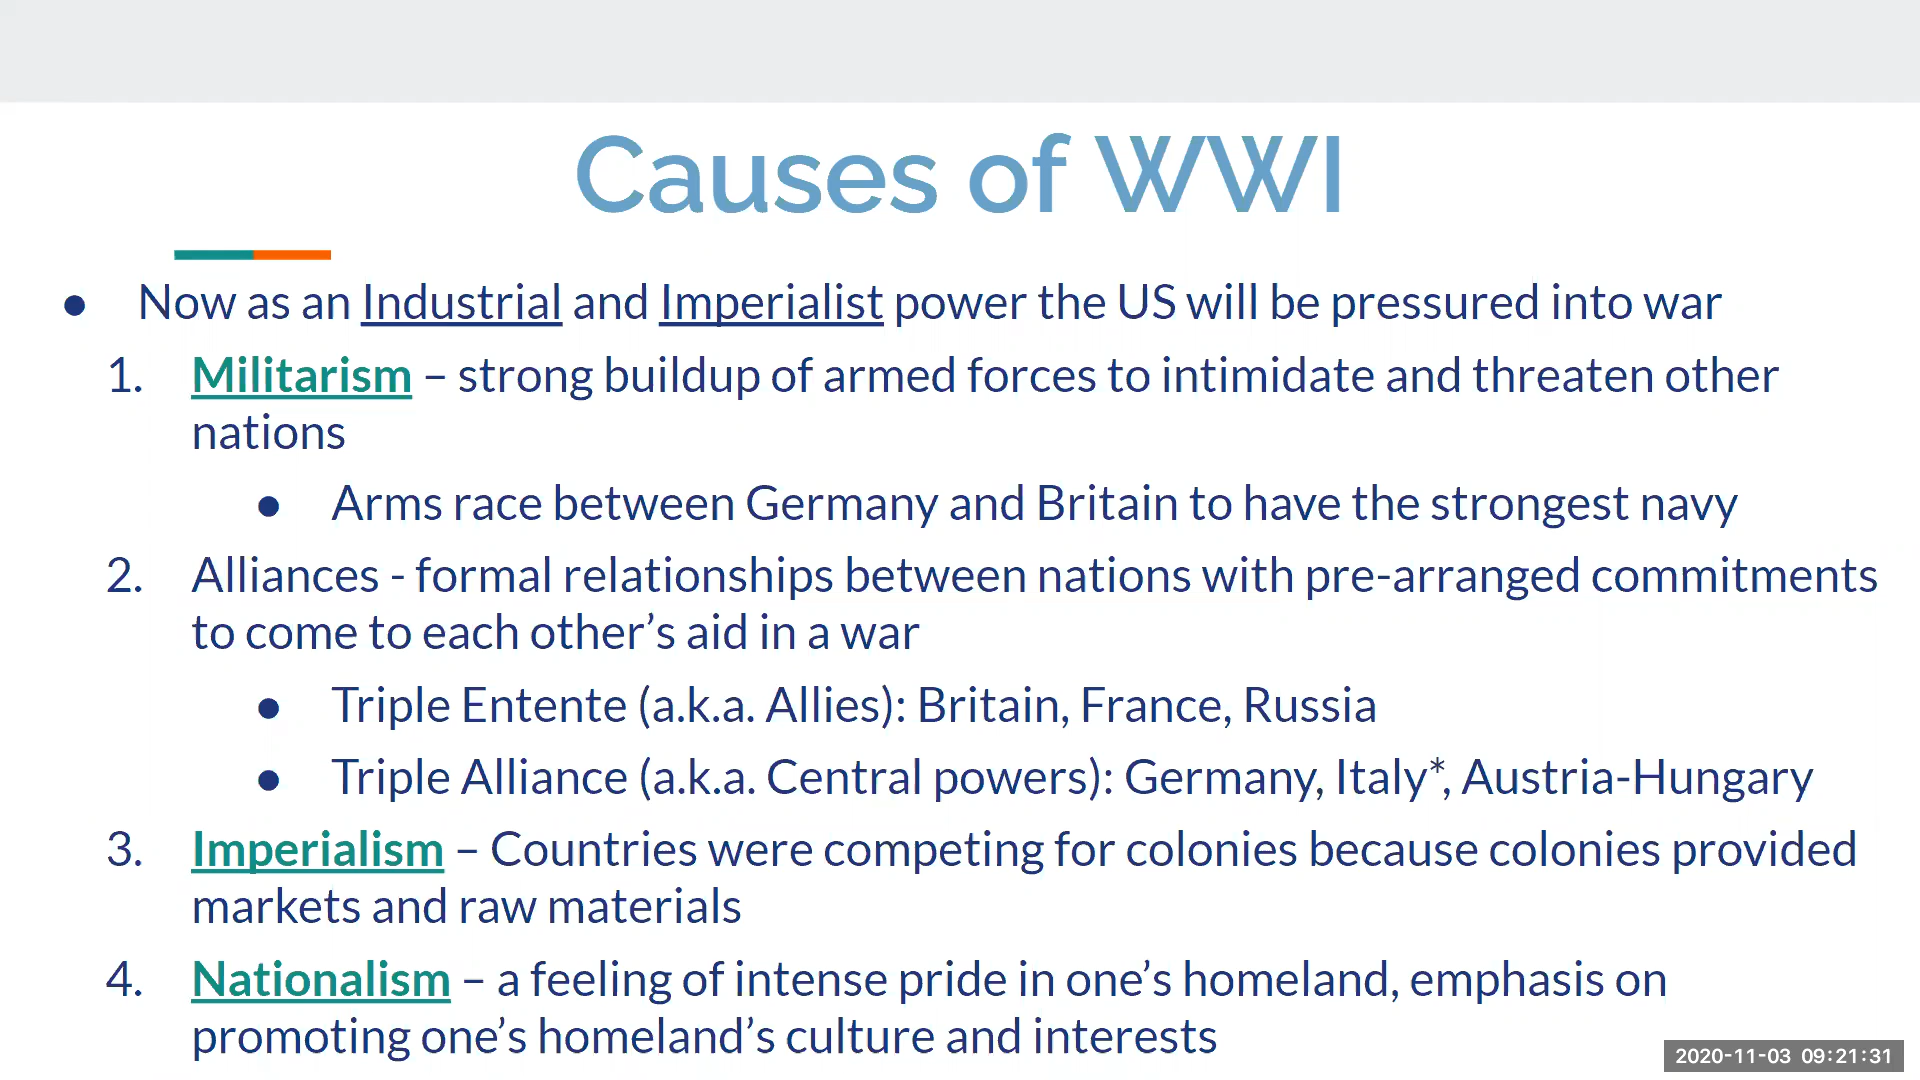 Causes of WWI
● Now as an Industrial and Imperialist power the US will be pressured into war
1. Militarism – strong buildup of armed forces to intimidate and threaten other
nations
● Arms race between Germany and Britain to have the strongest navy
2. Alliances - formal relationships between nations with pre-arranged commitments
to come to each other’s aid in a war
● Triple Entente (a.k.a. Allies): Britain, France, Russia
● Triple Alliance (a.k.a. Central powers): Germany, Italy*, Austria-Hungary
3. Imperialism – Countries were competing for colonies because colonies provided
markets and raw materials
4. Nationalism – a feeling of intense pride in one’s homeland, emphasis on
promoting one’s homeland’s culture and interests
2020-11-03 09:21:31